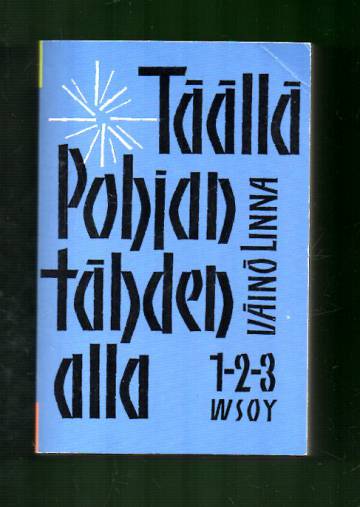 Täällä
Pohjan
tähden
alla
VÄINÖ LINNA
1-2-3
WSOY